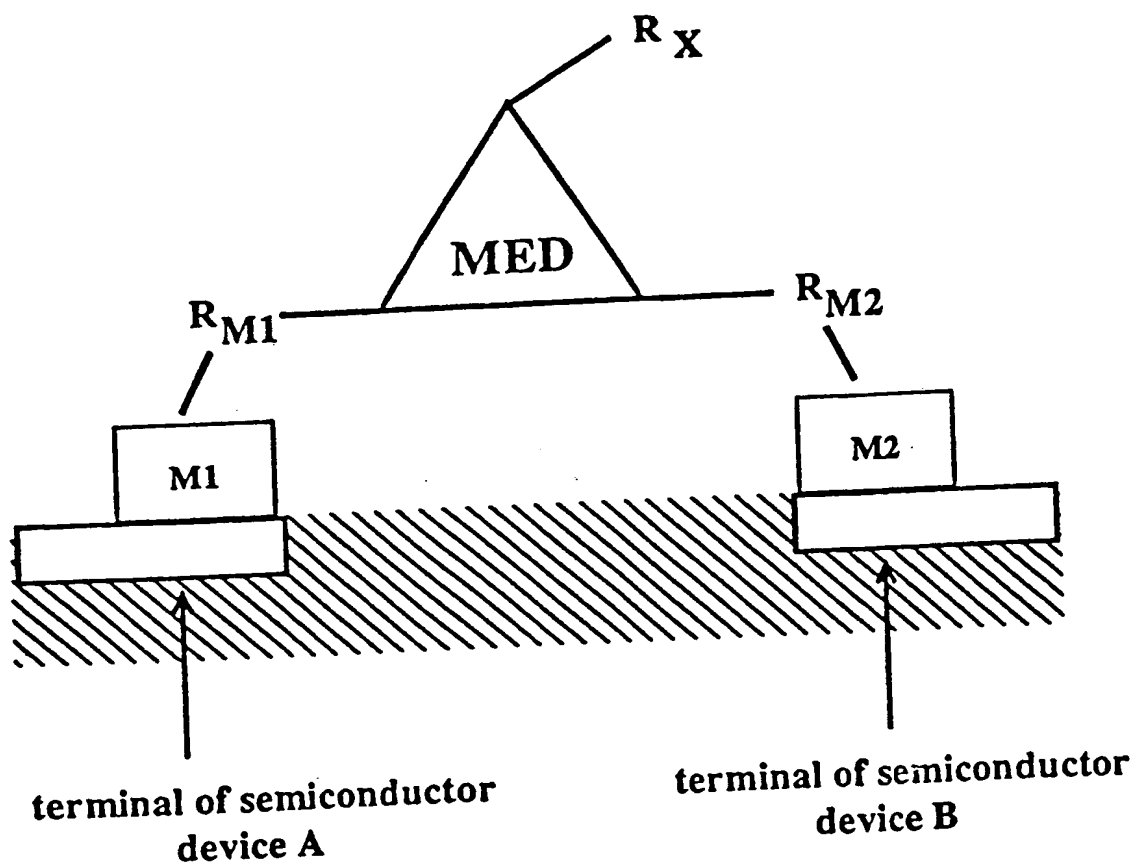 R X
MED
R M1
R M2
M1
M2
terminal of semiconductor
device A
terminal of semiconductor
device B